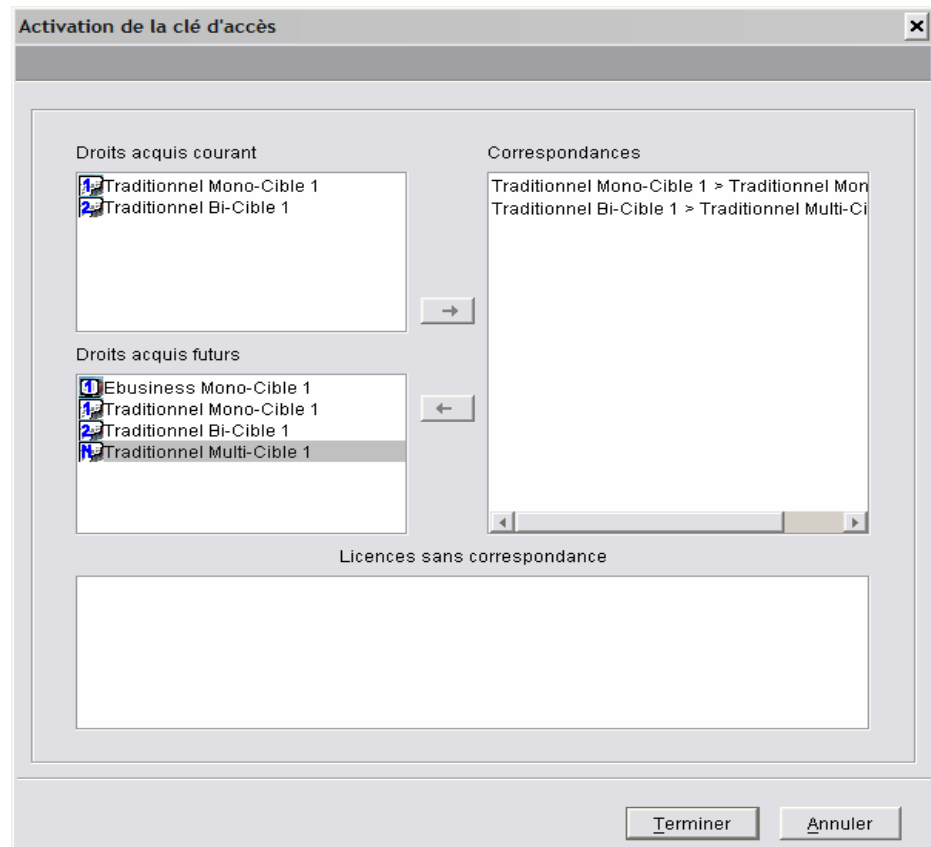 Activation de la clé d'accès
Droits acquis courant
Traditionnel Mono-Cible 1
Traditionnel Bi-Cible 1
Correspondances
Traditionnel Mono-Cible 1 > Traditionnel Mon
Traditionnel Bi-Cible 1 > Traditionnel Multi-Ci
Droits acquis futurs
Ebusiness Mono-Cible 1
Traditionnel Mono-Cible 1
Traditionnel Bi-Cible 1
Traditionnel Multi-Cible 1
Licences sans correspondance
Terminer
Annuler